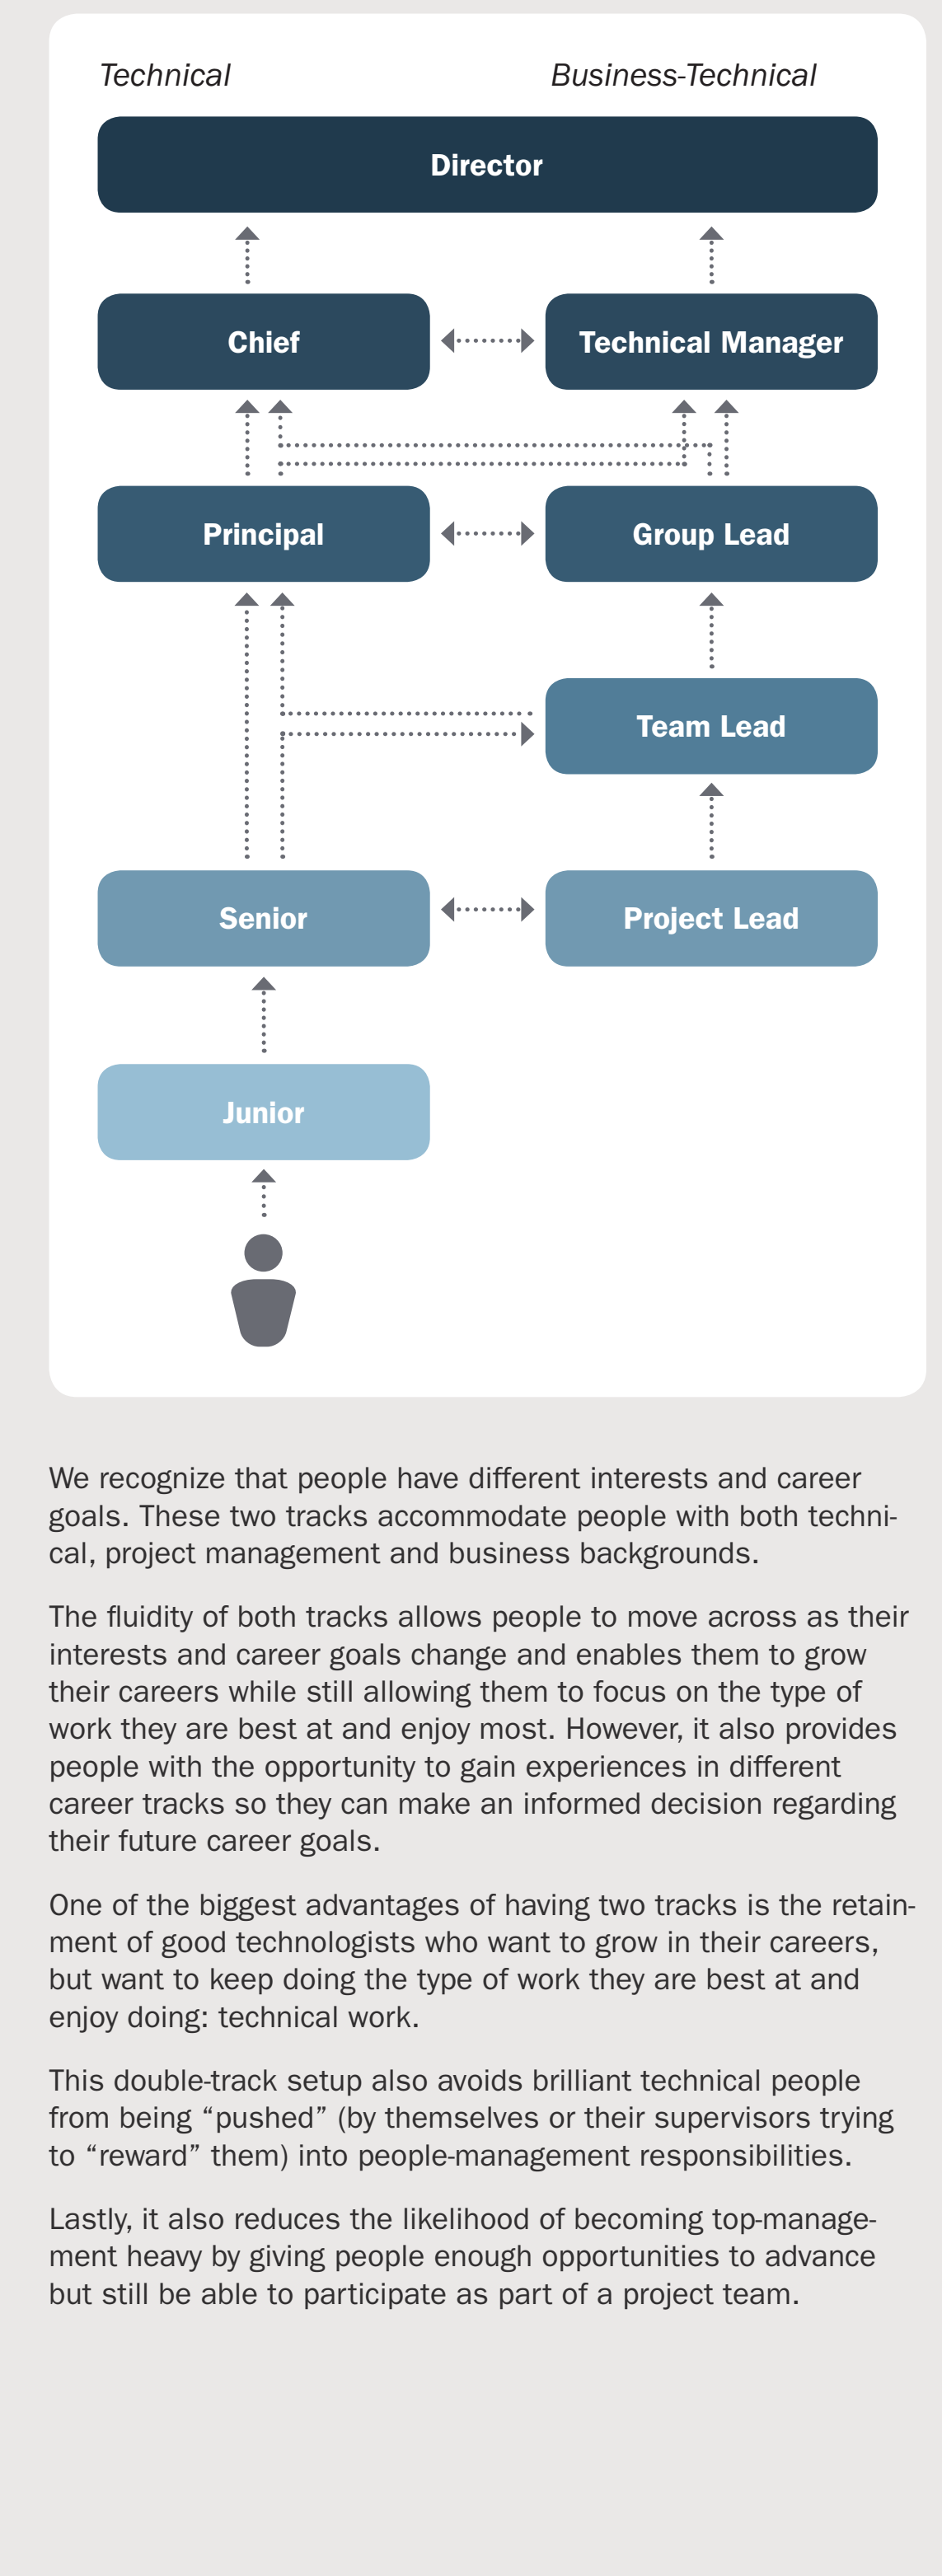 Technical
Business-Technical
Director
Chief
Technical Manager
Principal
Group Lead
Team Lead
Senior
Project Lead
Junior
We recognize that people have different interests and career
goals. These two tracks accommodate people with both techni-
cal, project management and business backgrounds.
The fluidity of both tracks allows people to move across as their
interests and career goals change and enables them to grow
their careers while still allowing them to focus on the type of
work they are best at and enjoy most. However, it also provides
people with the opportunity to gain experiences in different
career tracks so they can make an informed decision regarding
their future career goals.
One of the biggest advantages of having two tracks is the retain-
ment of good technologists who want to grow in their careers,
but want to keep doing the type of work they are best at and
enjoy doing: technical work.
This double-track setup also avoids brilliant technical people
from being “pushed” (by themselves or their supervisors trying
to “reward” them) into people-management responsibilities.
Lastly, it also reduces the likelihood of becoming top-manage-
ment heavy by giving people enough opportunities to advance
but still be able to participate as part of a project team.